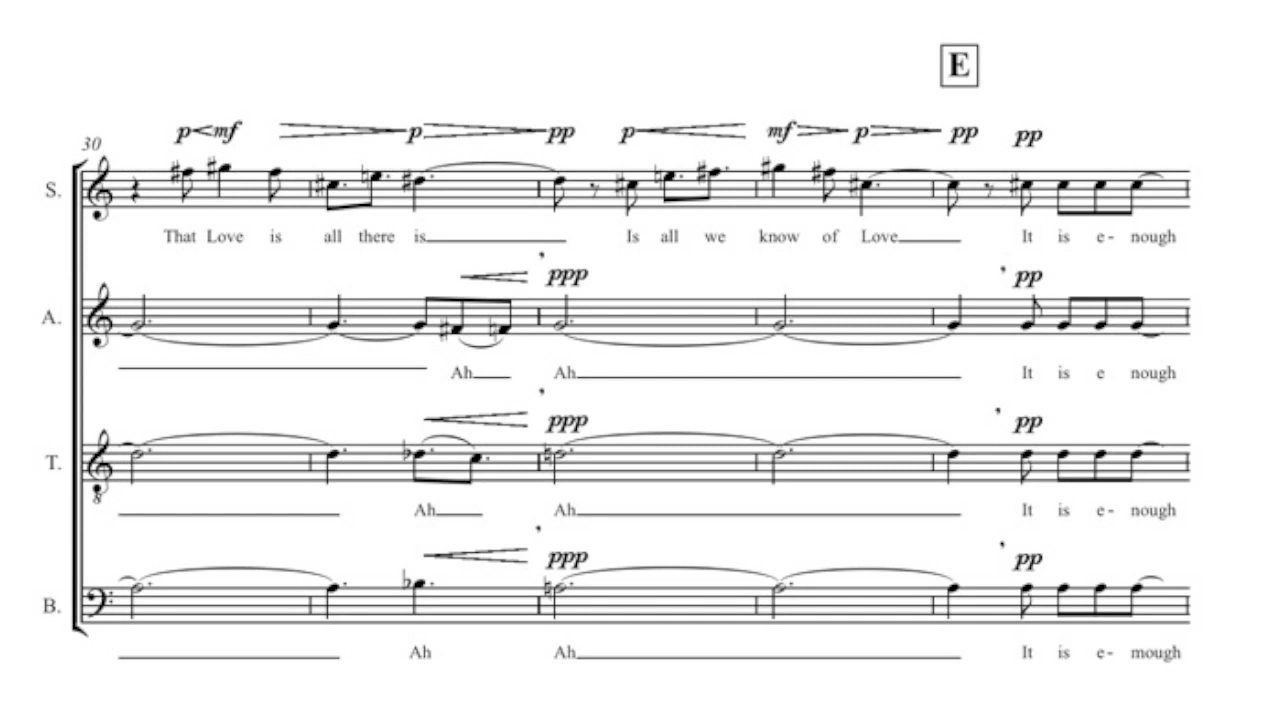 E
30
p mf p pp p mf p pp pp
S.
That Love is all there is Is all we know of Love It is e- nough
ppp pp
A.
Ah Ah It is e nough
ppp pp
T.
8
Ah Ah It is e- nough
ppp pp
B.
Ah Ah It is e- mough